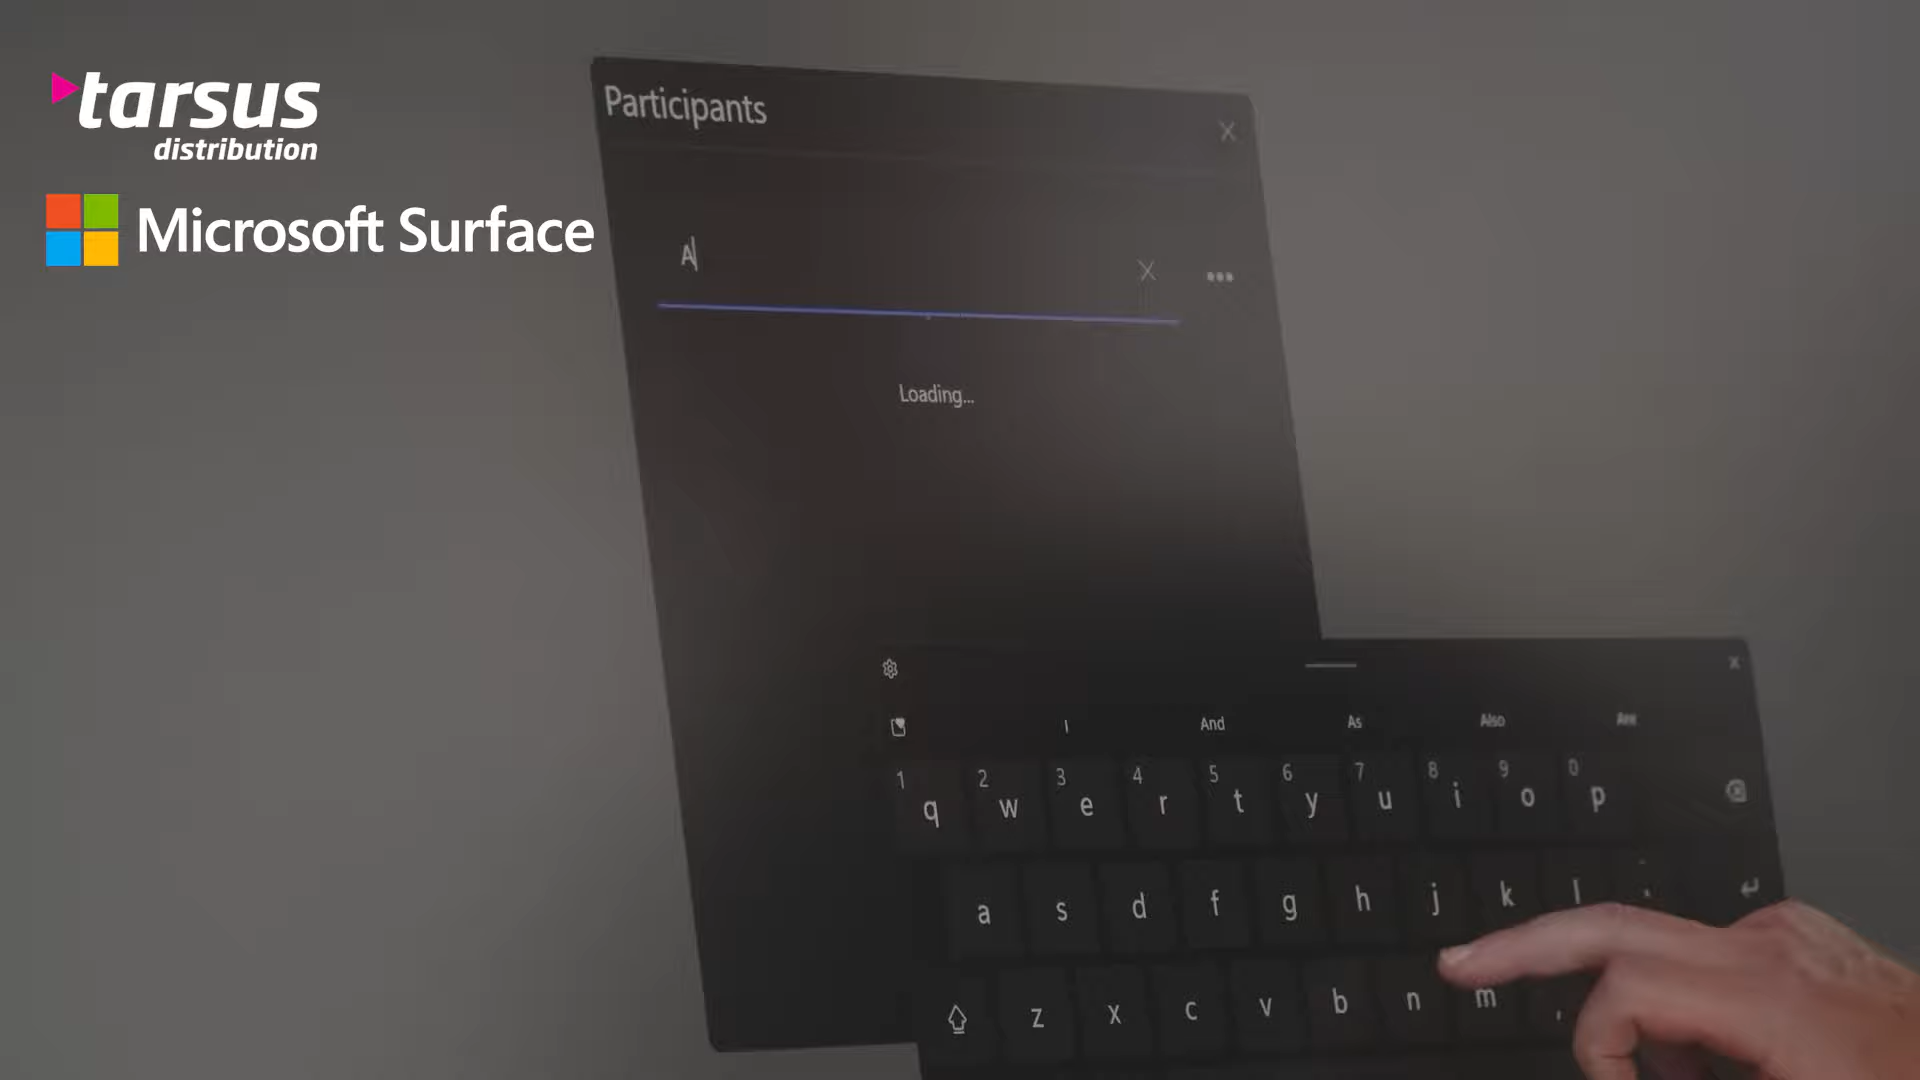 tarsus
distribution
Microsoft Surface
Participants
A
Loading...
I And As Also Are
1 2 3 4 5 6 7 8 9 0
q w e r t y u i o p
a s d f g h j k l
z x c v b n m ,